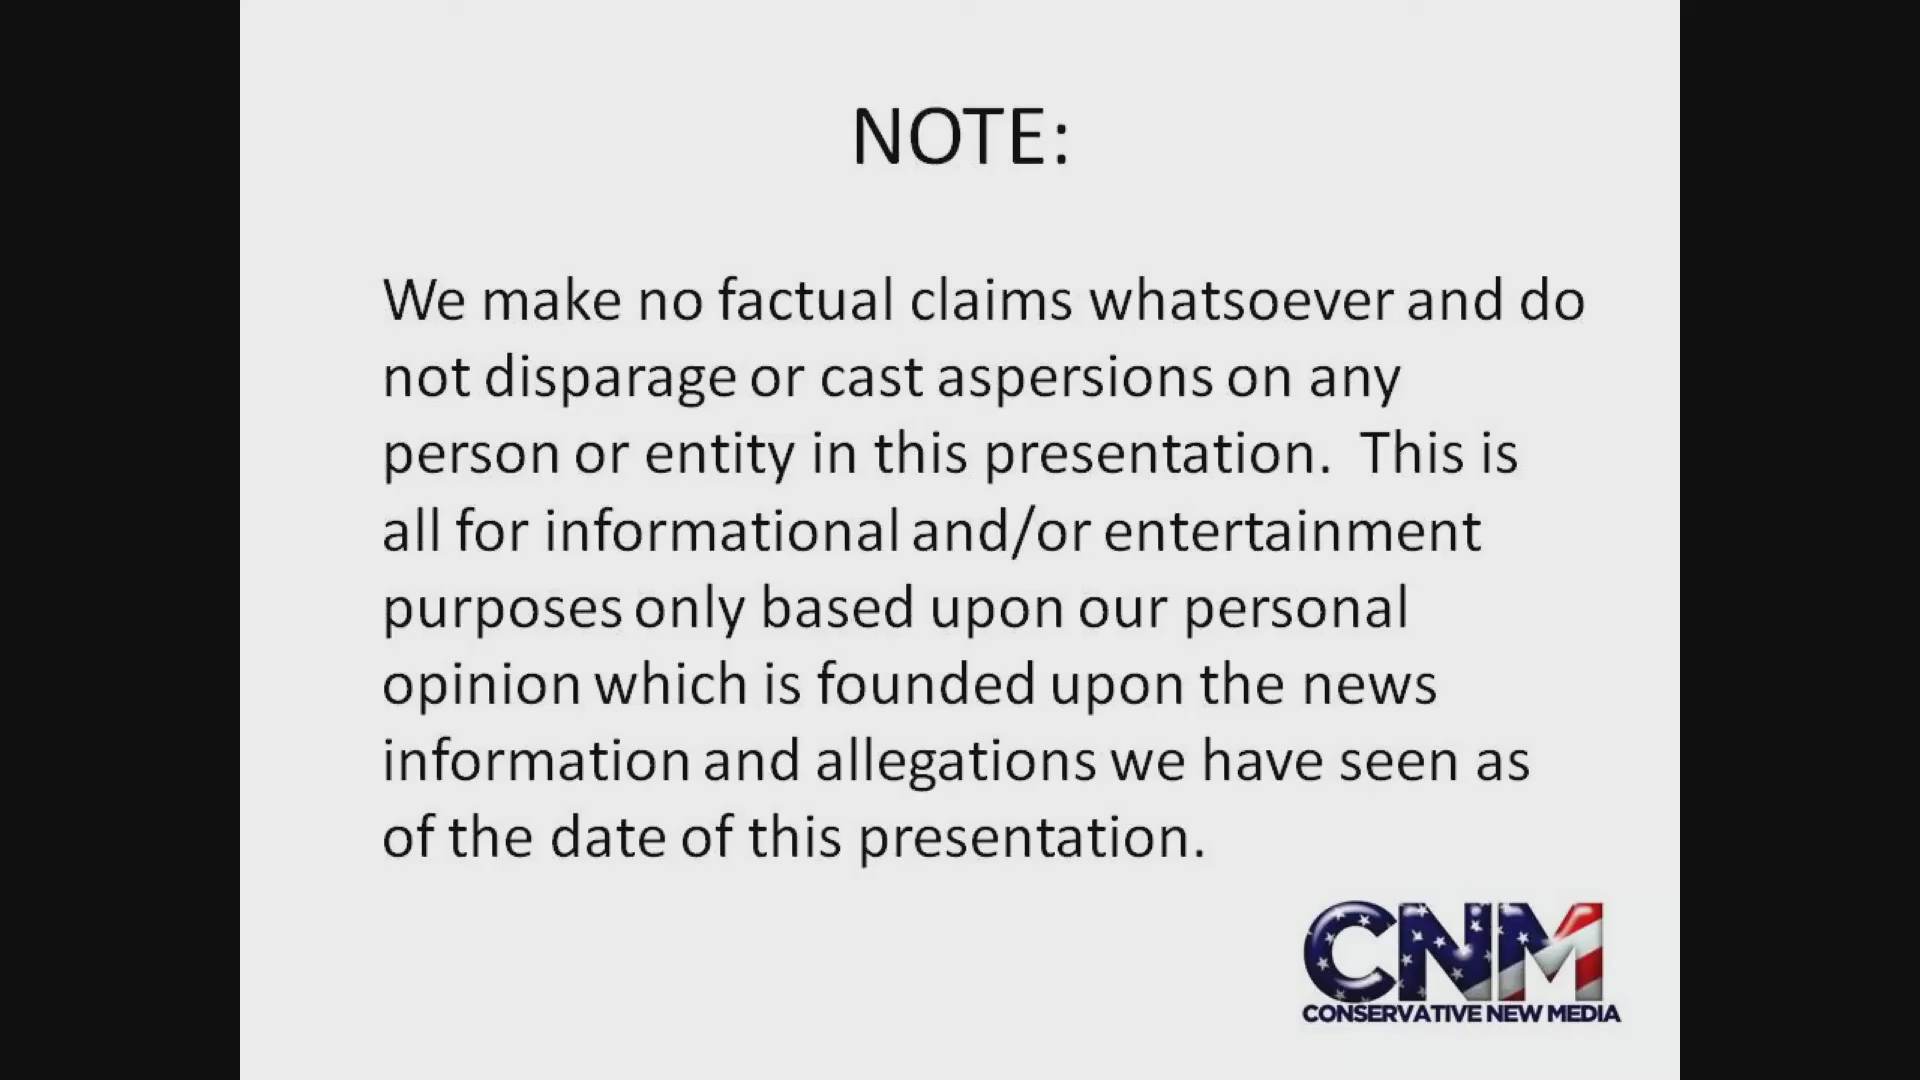 NOTE:
We make no factual claims whatsoever and do
not disparage or cast aspersions on any
person or entity in this presentation.  This is
all for informational and/or entertainment
purposes only based upon our personal
opinion which is founded upon the news
information and allegations we have seen as
of the date of this presentation.
CNM
CONSERVATIVE NEW MEDIA